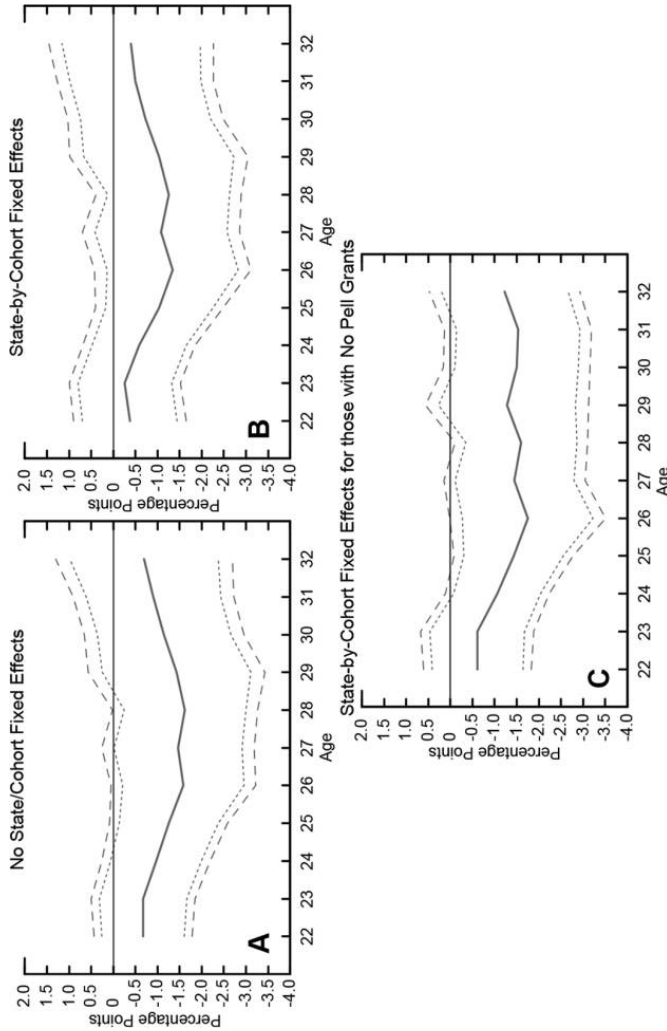 No State/Cohort Fixed Effects
2.0
1.5
1.0
0.5
0
-0.5
-1.0
-1.5
-2.0
-2.5
-3.0
-3.5
-4.0
Percentage Points
A
22 23 24 25 26 27 28 29 30 31 32
Age
State-by-Cohort Fixed Effects
2.0
1.5
1.0
0.5
0
-0.5
-1.0
-1.5
-2.0
-2.5
-3.0
-3.5
-4.0
Percentage Points
B
22 23 24 25 26 27 28 29 30 31 32
Age
State-by-Cohort Fixed Effects for those with No Pell Grants
2.0
1.5
1.0
0.5
0
-0.5
-1.0
-1.5
-2.0
-2.5
-3.0
-3.5
-4.0
Percentage Points
C
22 23 24 25 26 27 28 29 30 31 32
Age